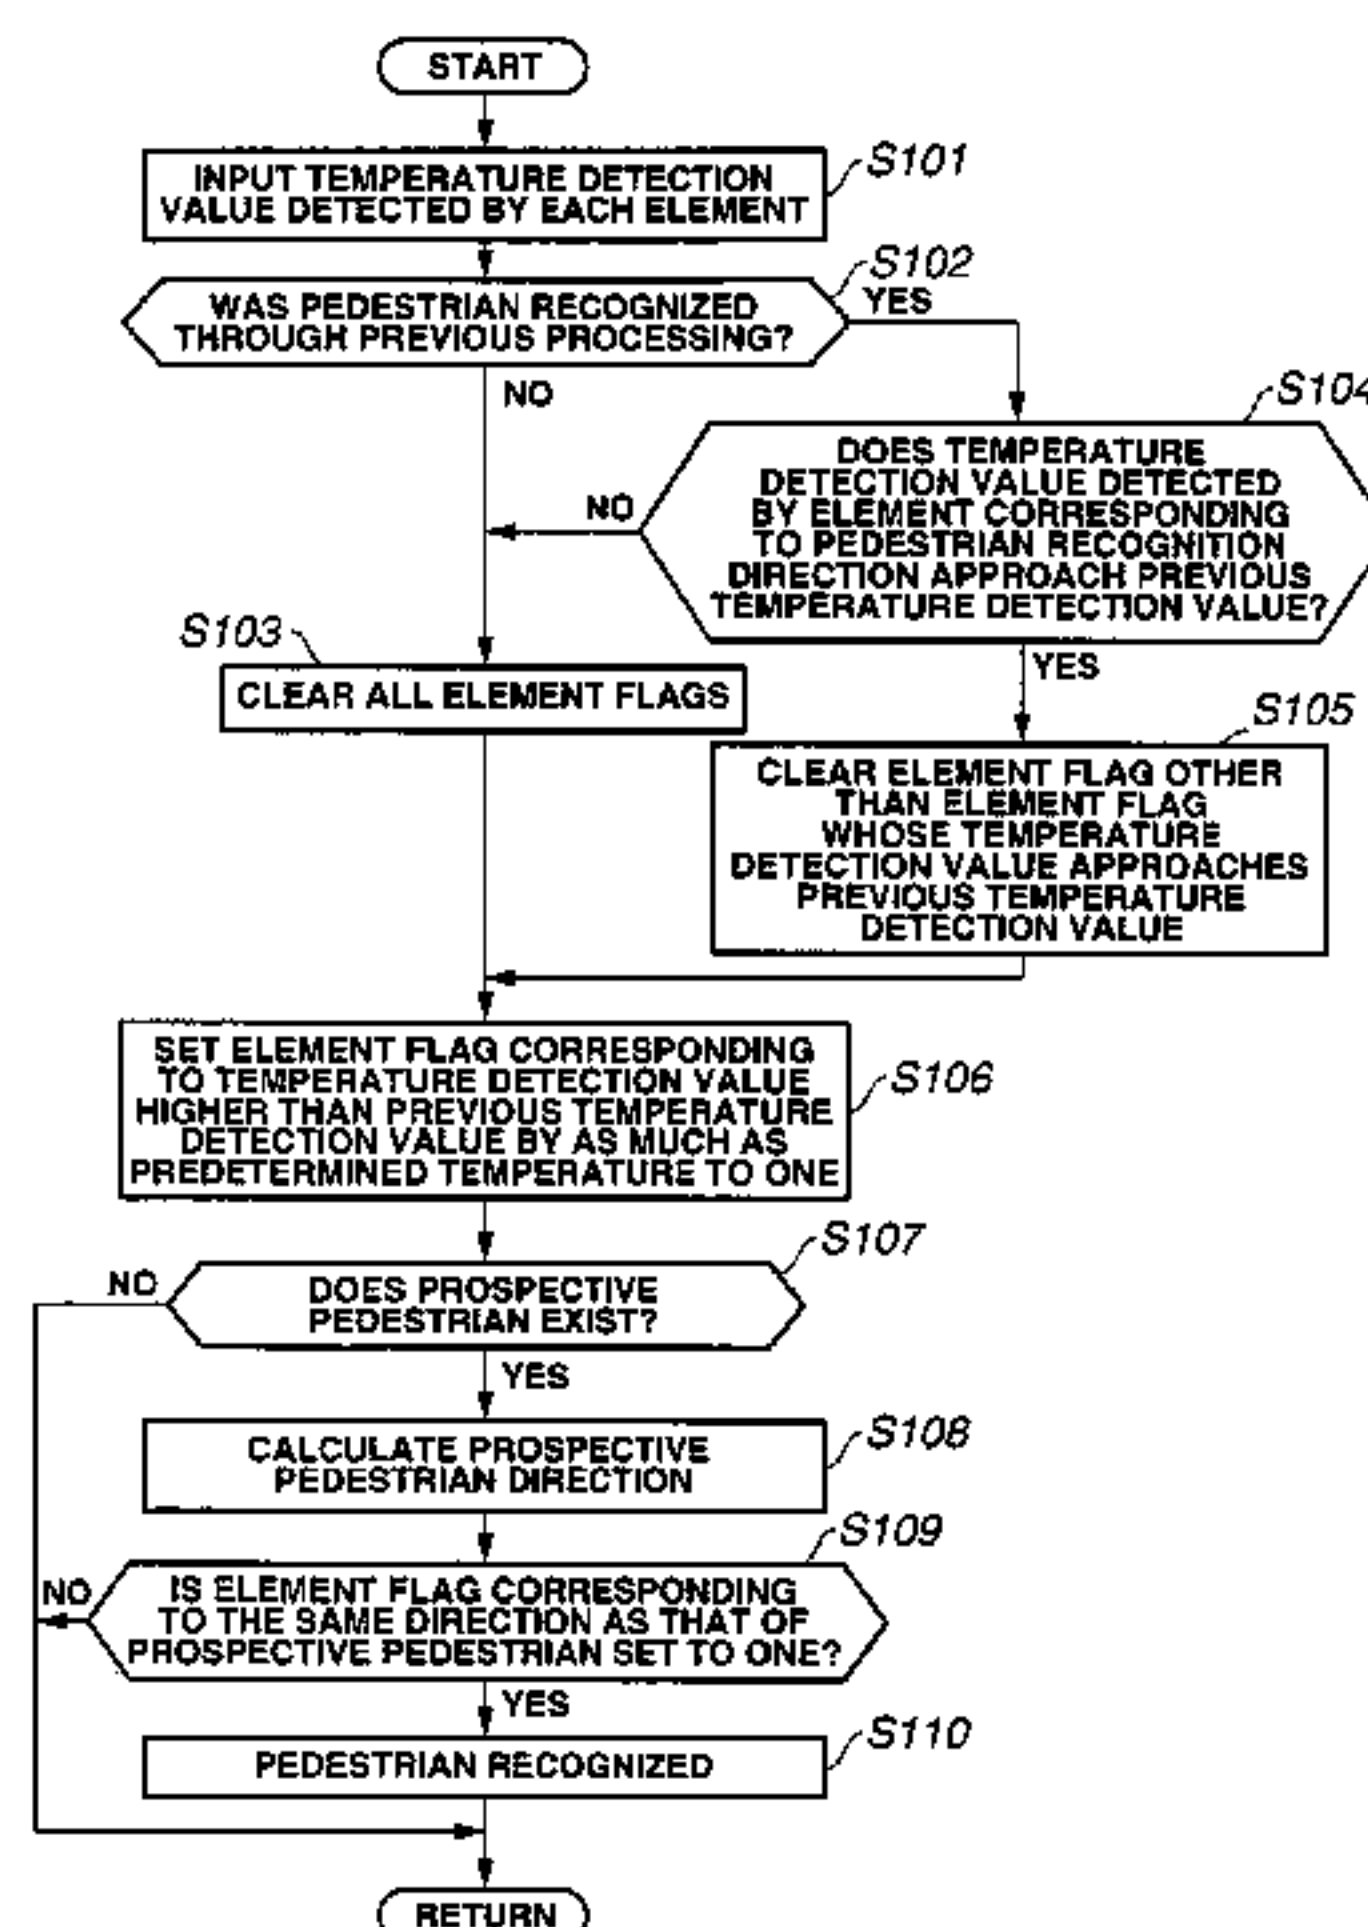 START
S101
INPUT TEMPERATURE DETECTION
VALUE DETECTED BY EACH ELEMENT
S102
WAS PEDESTRIAN RECOGNIZED
THROUGH PREVIOUS PROCESSING?
YES
NO
S104
DOES TEMPERATURE
DETECTION VALUE DETECTED
BY ELEMENT CORRESPONDING
TO PEDESTRIAN RECOGNITION
DIRECTION APPROACH PREVIOUS
TEMPERATURE DETECTION VALUE?
NO
YES
S103
CLEAR ALL ELEMENT FLAGS
S105
CLEAR ELEMENT FLAG OTHER
THAN ELEMENT FLAG
WHOSE TEMPERATURE
DETECTION VALUE APPROACHES
PREVIOUS TEMPERATURE
DETECTION VALUE
SET ELEMENT FLAG CORRESPONDING
TO TEMPERATURE DETECTION VALUE
HIGHER THAN PREVIOUS TEMPERATURE
DETECTION VALUE BY AS MUCH AS
PREDETERMINED TEMPERATURE TO ONE
S106
S107
NO
DOES PROSPECTIVE
PEDESTRIAN EXIST?
YES
S108
CALCULATE PROSPECTIVE
PEDESTRIAN DIRECTION
S109
NO
IS ELEMENT FLAG CORRESPONDING
TO THE SAME DIRECTION AS THAT OF
PROSPECTIVE PEDESTRIAN SET TO ONE?
YES
S110
PEDESTRIAN RECOGNIZED
RETURN